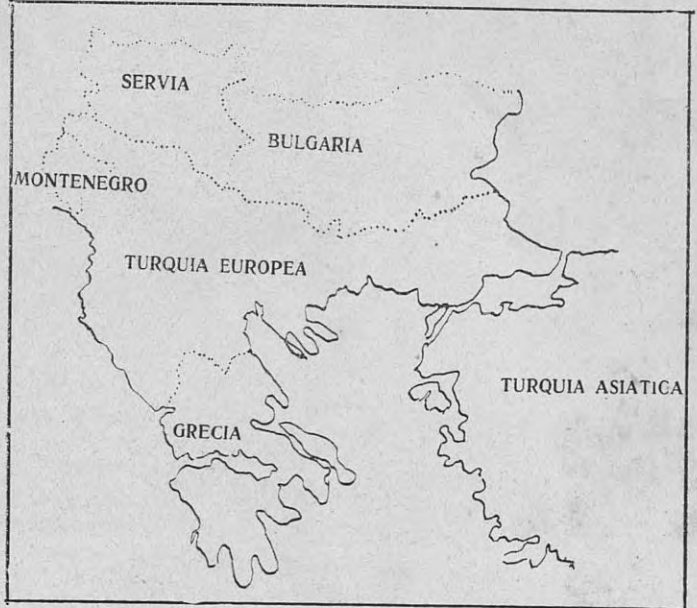 SERVIA
BULGARIA
MONTENEGRO
TURQUIA EUROPEA
TURQUIA ASIATICA
GRECIA